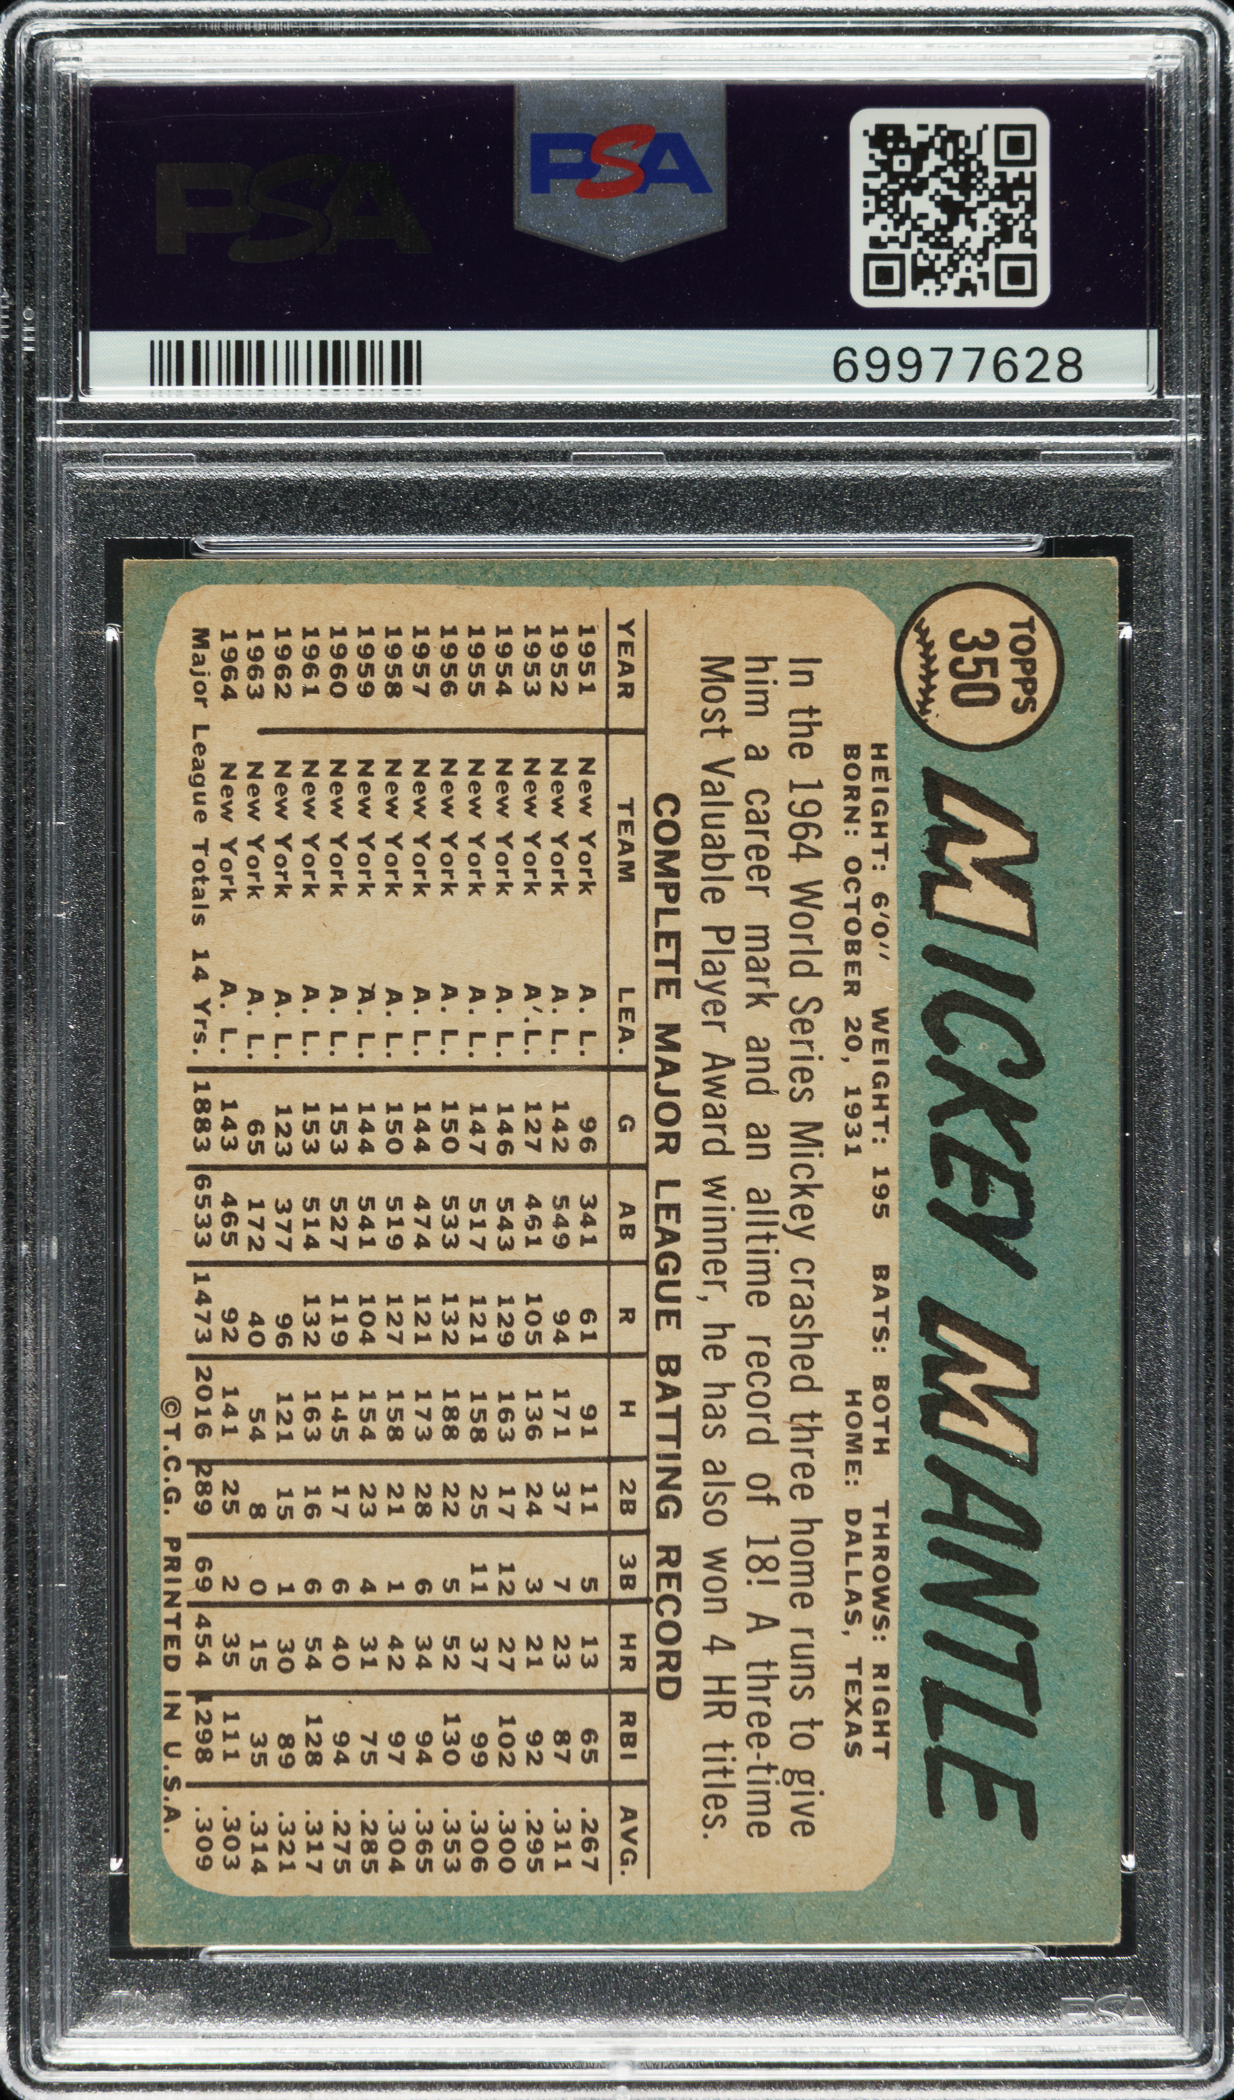 PSA
PSA
69977628
TOPPS
350
MICKEY MANTLE
HEIGHT: 6'0" WEIGHT: 195 BATS: BOTH THROWS: RIGHT
BORN: OCTOBER 20, 1931 HOME: DALLAS, TEXAS
In the 1964 World Series Mickey crashed three home runs to give
him a career mark and an alltime record of 18! A three-time
Most Valuable Player Award winner, he has also won 4 HR titles.
COMPLETE MAJOR LEAGUE BATTING RECORD
YEAR TEAM LEA. G AB R H 2B 3B HR RBI AVG.
1951 New York A. L. 96 341 61 91 11 5 13 65 .267
1952 New York A. L. 142 549 94 171 37 7 23 87 .311
1953 New York A. L. 127 461 105 136 24 3 21 92 .295
1954 New York A. L. 146 543 129 163 17 12 27 102 .300
1955 New York A. L. 147 517 121 158 25 11 37 99 .306
1956 New York A. L. 150 533 132 188 22 5 52 130 .353
1957 New York A. L. 144 474 121 173 28 6 34 94 .365
1958 New York A. L. 150 519 127 158 21 1 42 97 .304
1959 New York A. L. 144 541 104 154 23 4 31 75 .285
1960 New York A. L. 153 527 119 145 17 6 40 94 .275
1961 New York A. L. 153 514 132 163 16 6 54 128 .317
1962 New York A. L. 123 377 96 121 15 1 30 89 .321
1963 New York A. L. 65 172 40 54 8 0 15 35 .314
1964 New York A. L. 143 465 92 141 25 2 35 111 .303
Major League Totals 14 Yrs. 1883 6533 1473 2016 289 69 454 1298 .309
©T.C.G. PRINTED IN U.S.A.
PSA